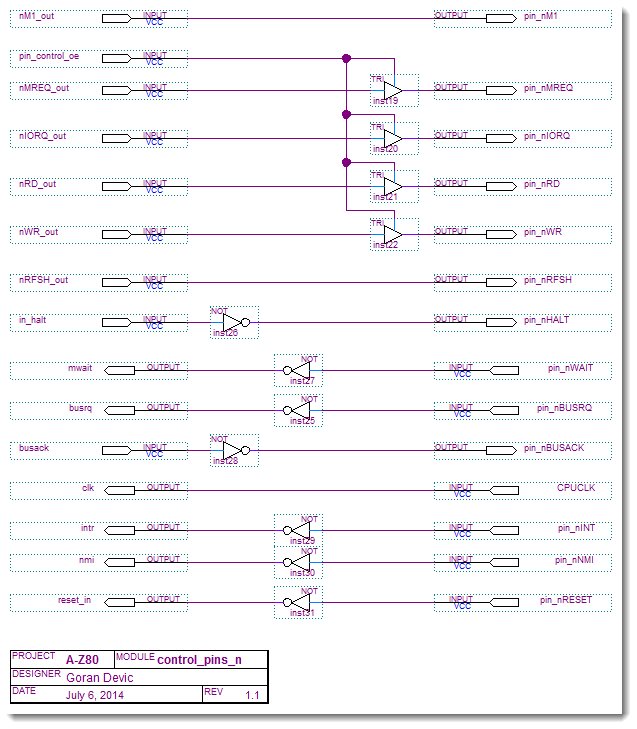 nM1_out INPUT VCC OUTPUT pin_nM1
pin_control_oe INPUT VCC
nMREQ_out INPUT VCC TRI inst19 OUTPUT pin_nMREQ
nIORQ_out INPUT VCC TRI inst20 OUTPUT pin_nIORQ
nRD_out INPUT VCC TRI inst21 OUTPUT pin_nRD
nWR_out INPUT VCC TRI inst22 OUTPUT pin_nWR
nRFSH_out INPUT VCC OUTPUT pin_nRFSH
in_halt INPUT VCC NOT inst26 OUTPUT pin_nHALT
mwait OUTPUT NOT inst27 INPUT VCC pin_nWAIT
busrq OUTPUT NOT inst25 INPUT VCC pin_nBUSRQ
busack INPUT VCC NOT inst28 OUTPUT pin_nBUSACK
clk OUTPUT INPUT VCC CPUCLK
intr OUTPUT NOT inst29 INPUT VCC pin_nINT
nmi OUTPUT NOT inst30 INPUT VCC pin_nNMI
reset_in OUTPUT NOT inst31 INPUT VCC pin_nRESET
PROJECT A-Z80 MODULE control_pins_n
DESIGNER Goran Devic
DATE July 6, 2014 REV 1.1